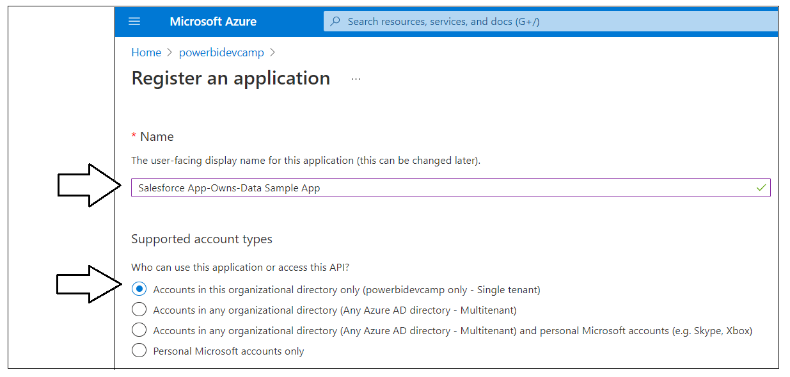 Microsoft Azure
Search resources, services, and docs (G+/)
Home > powerbidevcamp >
Register an application ...
* Name
The user-facing display name for this application (this can be changed later).
Salesforce App-Owns-Data Sample App
Supported account types
Who can use this application or access this API?
Accounts in this organizational directory only (powerbidevcamp only - Single tenant)
Accounts in any organizational directory (Any Azure AD directory - Multitenant)
Accounts in any organizational directory (Any Azure AD directory - Multitenant) and personal Microsoft accounts (e.g. Skype, Xbox)
Personal Microsoft accounts only